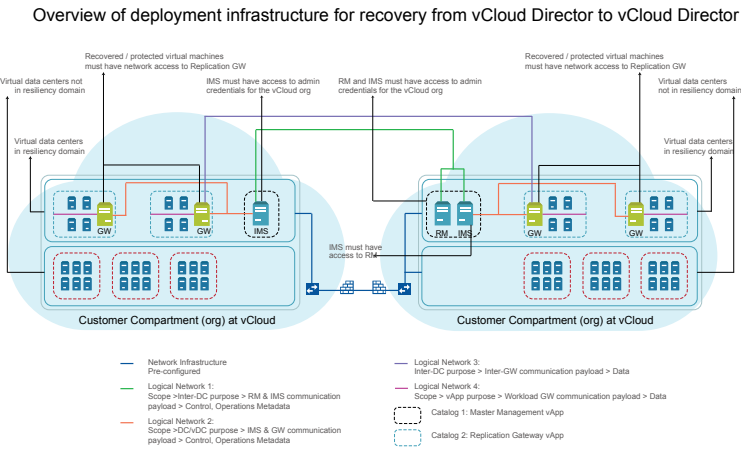 Overview of deployment infrastructure for recovery from vCloud Director to vCloud Director
Recovered / protected virtual machines
must have network access to Replication GW
Virtual data centers not
in resiliency domain
IMS must have access to admin
credentials for the vCloud org
RM and IMS must have access to admin
credentials for the vCloud org
Recovered / protected virtual machines
must have network access to Replication GW
Virtual data centers
not in resiliency domain
Virtual data centers
in resiliency domain
Virtual data centers
in resiliency domain
GW
GW
IMS
RM
IMS
GW
GW
IMS must have
access to RM
Customer Compartment (org) at vCloud
Customer Compartment (org) at vCloud
Network Infrastructure
Pre-configured
Logical Network 1:
Scope >Inter-DC purpose > RM & IMS communication
payload > Control, Operations Metadata
Logical Network 2:
Scope >DC/vDC purpose > IMS & GW communication
payload > Control, Operations Metadata
Logical Network 3:
Inter-DC purpose > Inter-GW communication payload > Data
Logical Network 4:
Scope > vApp purpose > Workload GW communication payload > Data
Catalog 1: Master Management vApp
Catalog 2: Replication Gateway vApp